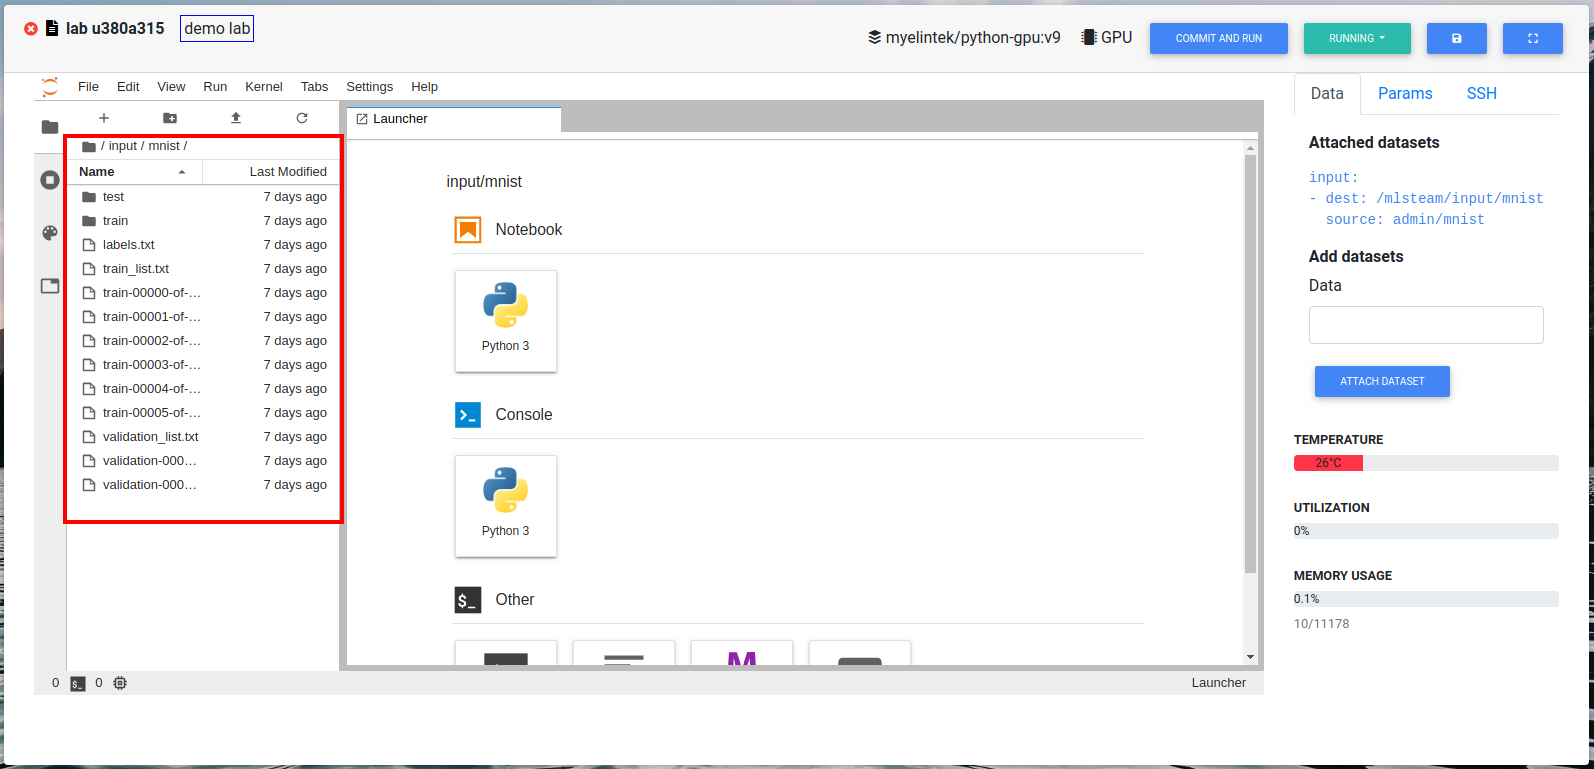 lab u380a315 demo lab
myelintek/python-gpu:v9 GPU COMMIT AND RUN RUNNING
File Edit View Run Kernel Tabs Settings Help
Launcher
/ input / mnist /
Name Last Modified
test 7 days ago
train 7 days ago
labels.txt 7 days ago
train_list.txt 7 days ago
train-00000-of-… 7 days ago
train-00001-of-… 7 days ago
train-00002-of-… 7 days ago
train-00003-of-… 7 days ago
train-00004-of-… 7 days ago
train-00005-of-… 7 days ago
validation_list.txt 7 days ago
validation-000… 7 days ago
validation-000… 7 days ago
input/mnist
Notebook
Python 3
Console
>_
Python 3
$_
Other
M
0 $_ 0
Launcher
Data Params SSH
Attached datasets
input:
- dest: /mlsteam/input/mnist
source: admin/mnist
Add datasets
Data
ATTACH DATASET
TEMPERATURE
26°C
UTILIZATION
0%
MEMORY USAGE
0.1%
10/11178